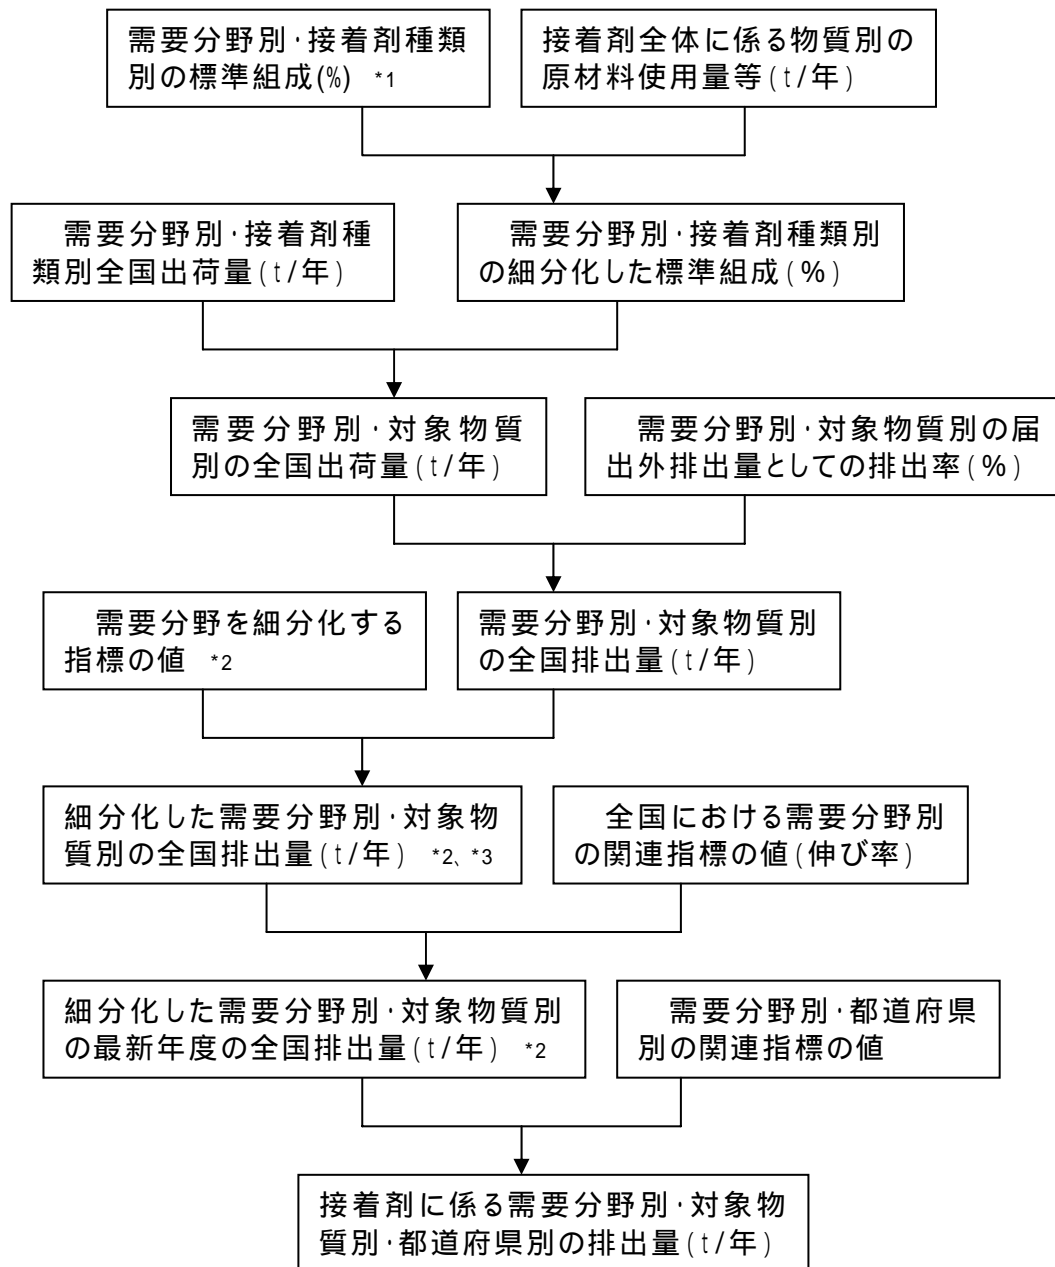 需要分野別･接着剤種類
別の標準組成(%) *1
接着剤全体に係る物質別の
原材料使用量等(t/年)
需要分野別･接着剤種
類別全国出荷量(t/年)
需要分野別･接着剤種類別
の細分化した標準組成(%)
需要分野別･対象物質
別の全国出荷量(t/年)
需要分野別･対象物質別の届
出外排出量としての排出率(%)
需要分野を細分化する
指標の値 *2
需要分野別･対象物質別
の全国排出量(t/年)
細分化した需要分野別･対象物
質別の全国排出量(t/年) *2、*3
全国における需要分野別
の関連指標の値(伸び率)
細分化した需要分野別･対象物質別
の最新年度の全国排出量(t/年) *2
需要分野別･都道府県
別の関連指標の値
接着剤に係る需要分野別･対象物
質別･都道府県別の排出量(t/年)